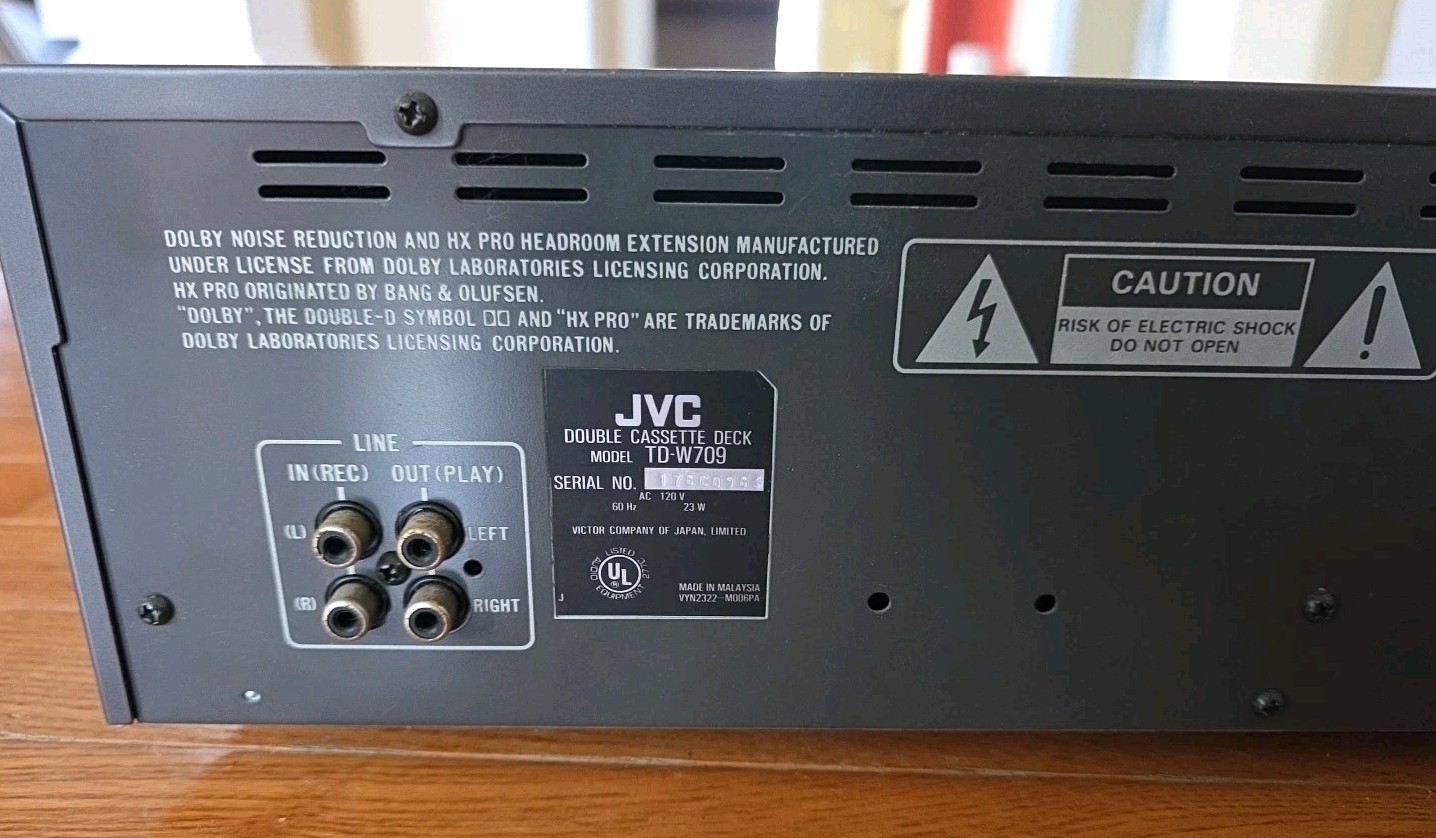 DOLBY NOISE REDUCTION AND HX PRO HEADROOM EXTENSION MANUFACTURED
UNDER LICENSE FROM DOLBY LABORATORIES LICENSING CORPORATION.
HX PRO ORIGINATED BY BANG & OLUFSEN.
"DOLBY", THE DOUBLE-D SYMBOL AND "HX PRO" ARE TRADEMARKS OF
DOLBY LABORATORIES LICENSING CORPORATION.
CAUTION
RISK OF ELECTRIC SHOCK
DO NOT OPEN
LINE
IN (REC) OUT (PLAY)
(L) LEFT
(R) RIGHT
JVC
DOUBLE CASSETTE DECK
MODEL TD-W709
SERIAL NO.
AC 120 V
60 Hz 23 W
VICTOR COMPANY OF JAPAN, LIMITED
LISTED
UL
AUDIO EQUIPMENT
MADE IN MALAYSIA
J VYN2322-M006PA